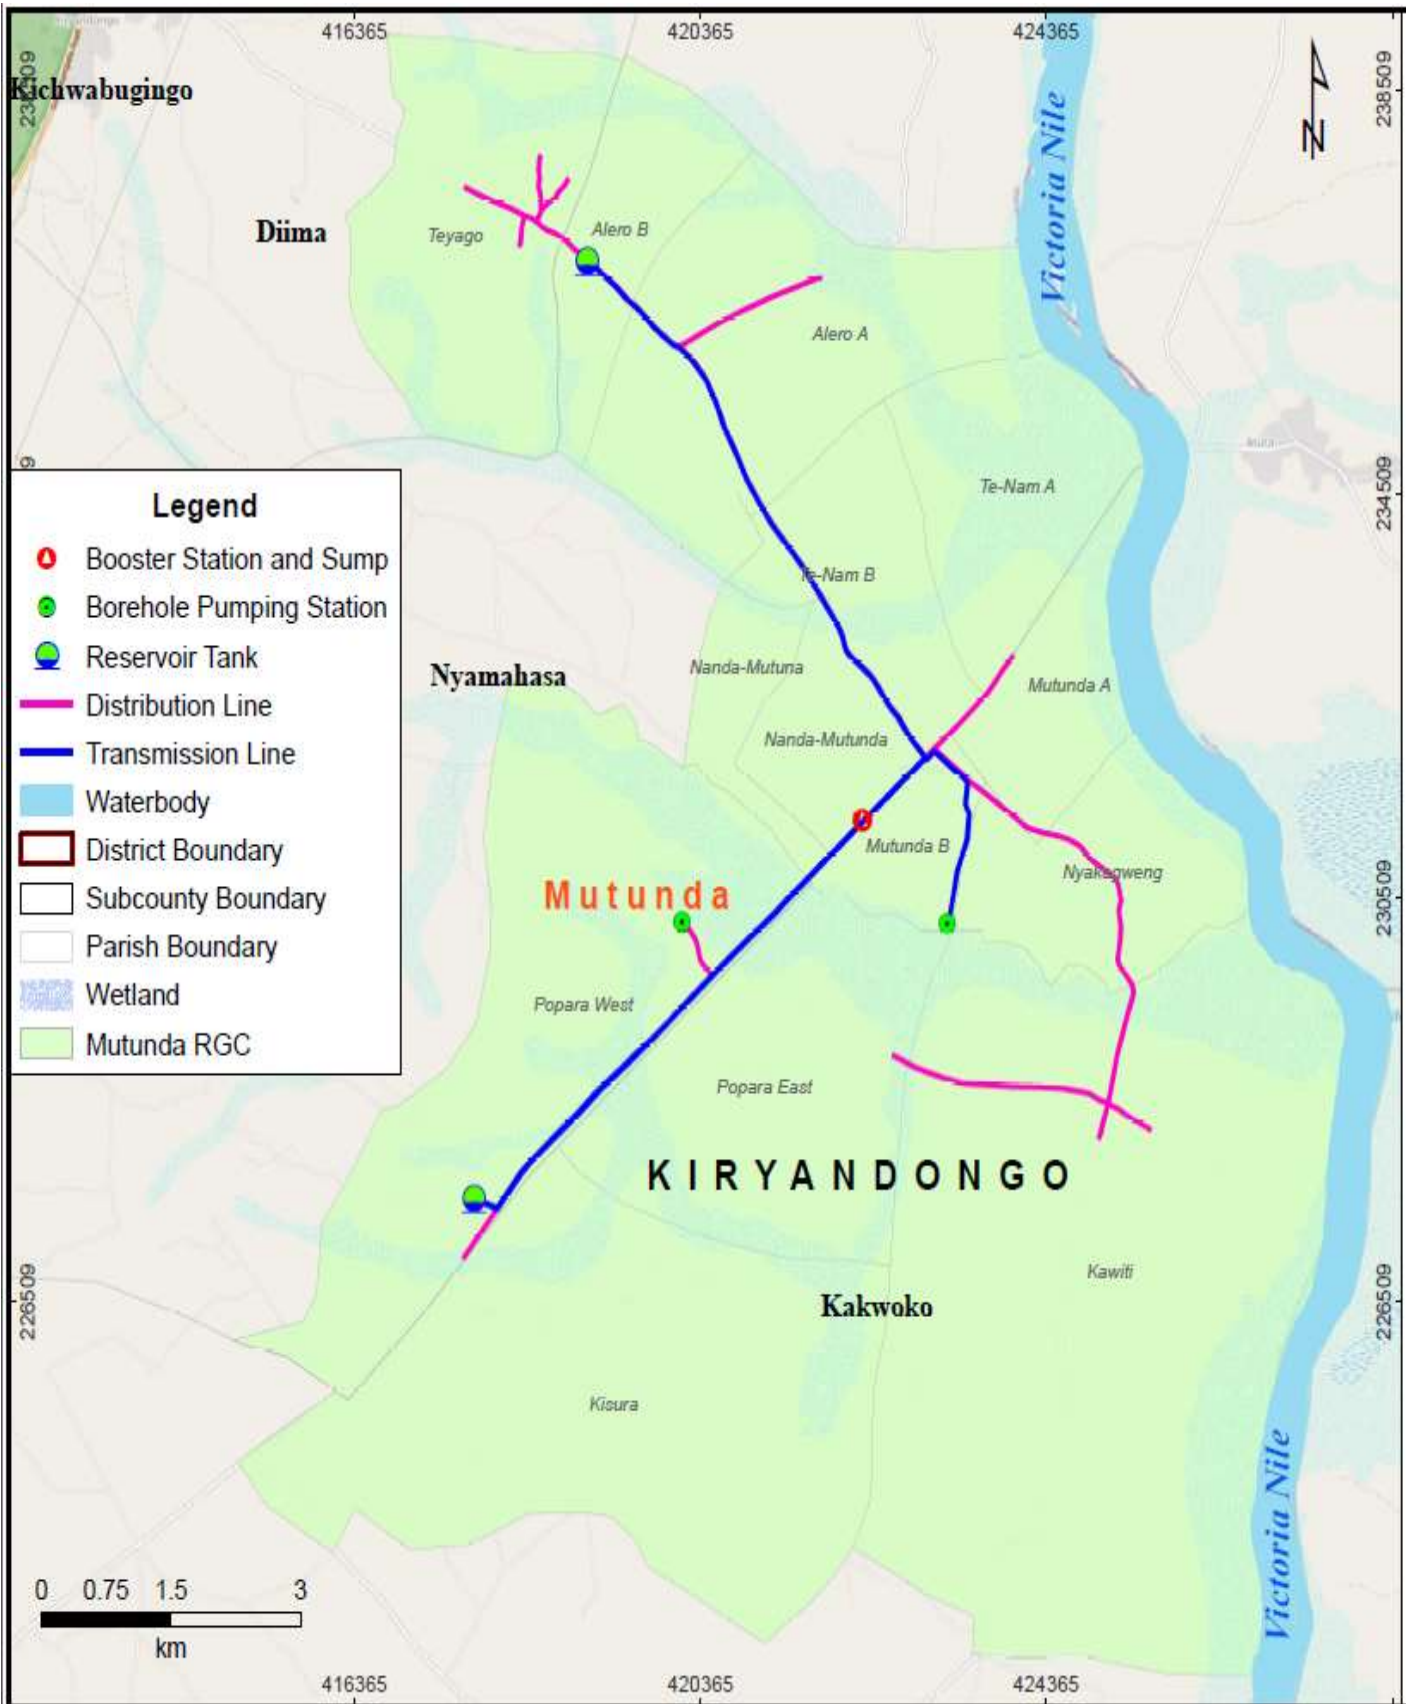 416365
420365
424365
Kichwabugingo
238509
238509
Victoria Nile
N
Diima
Teyago
Alero B
Alero A
Te-Nam A
234509
Te-Nam B
Legend
Booster Station and Sump
Borehole Pumping Station
Reservoir Tank
Distribution Line
Transmission Line
Waterbody
District Boundary
Subcounty Boundary
Parish Boundary
Wetland
Mutunda RGC
Nanda-Mutuna
Nyamahasa
Mutunda A
Nanda-Mutunda
Mutunda B
Nyakagweng
Mutunda
230509
Popara West
Popara East
KIRYANDONGO
Kawiti
Kakwoko
226509
226509
Kisura
Victoria Nile
0 0.75 1.5 3
km
416365
420365
424365